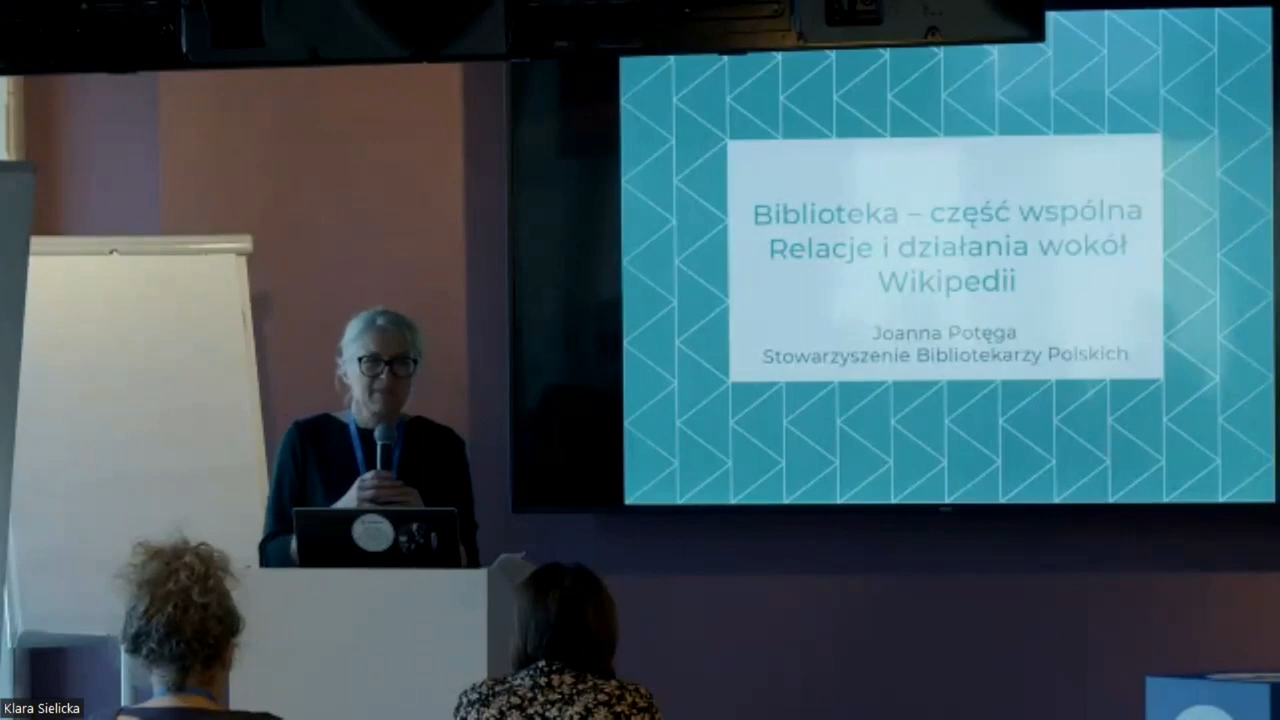 Biblioteka – część wspólna
Relacje i działania wokół
Wikipedii
Joanna Potęga
Stowarzyszenie Bibliotekarzy Polskich
Klara Sielicka